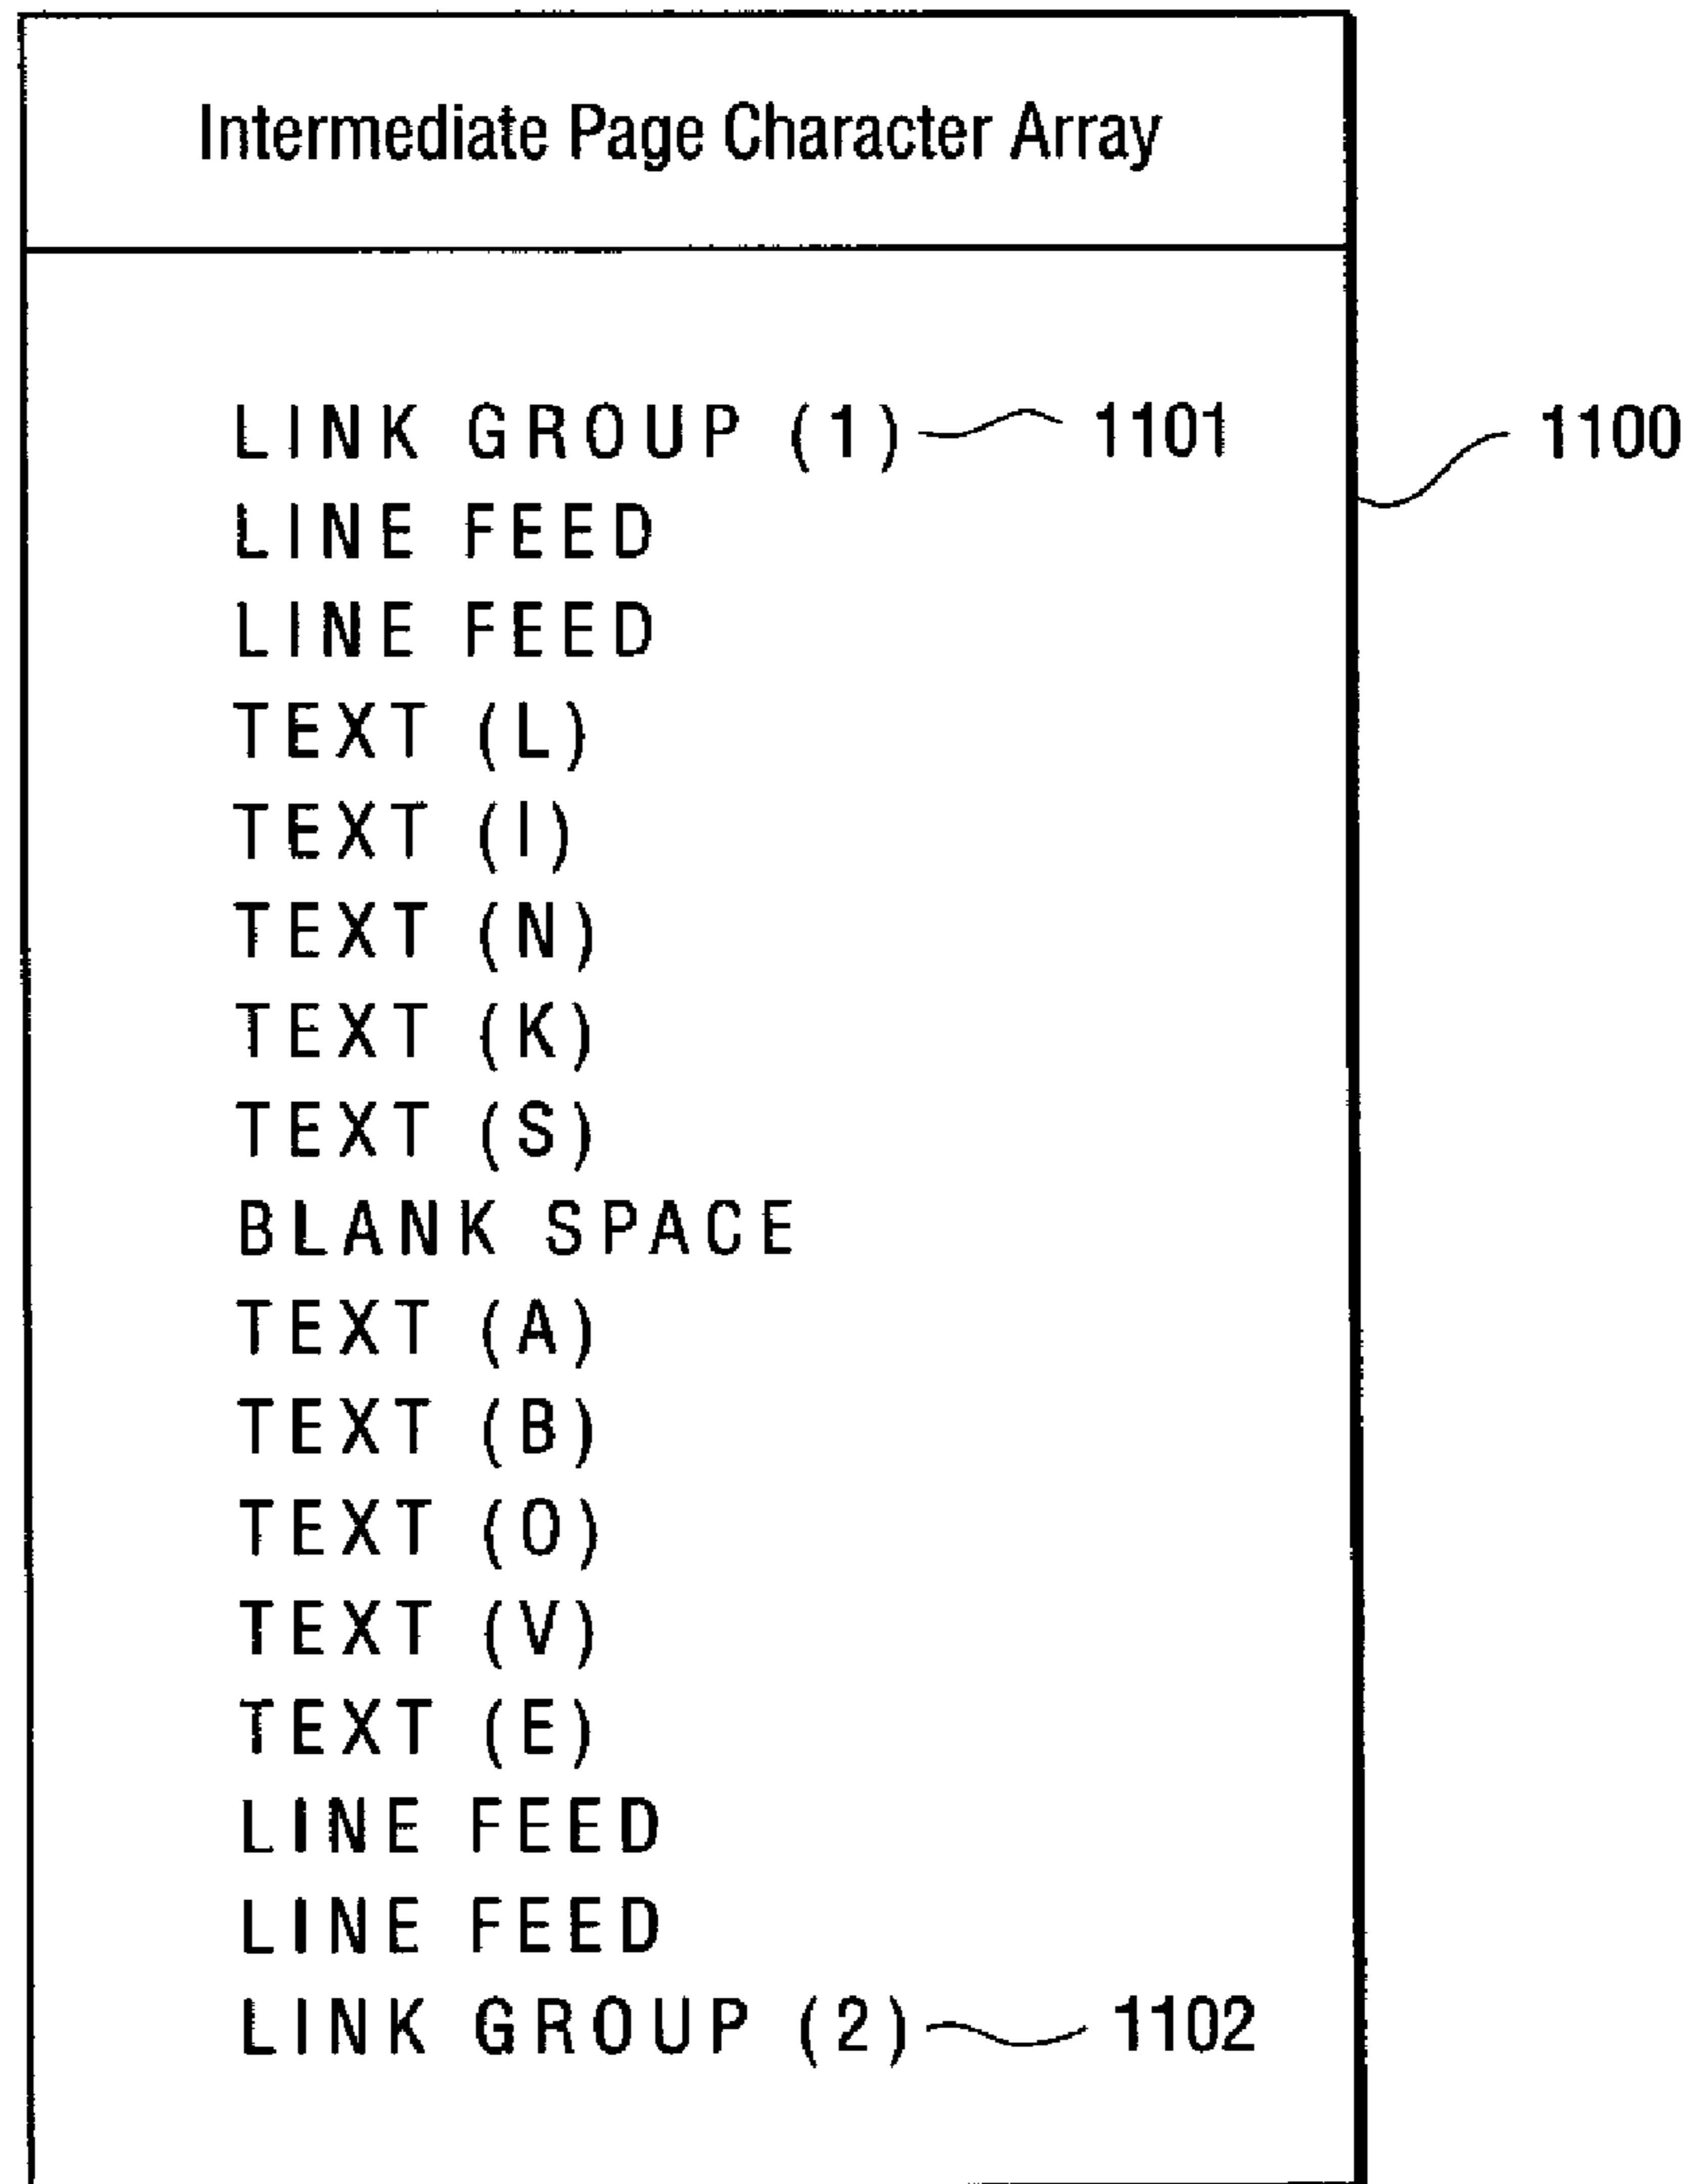 Intermediate Page Character Array
LINK GROUP (1) 1101 1100
LINE FEED
LINE FEED
TEXT (L)
TEXT (I)
TEXT (N)
TEXT (K)
TEXT (S)
BLANK SPACE
TEXT (A)
TEXT (B)
TEXT (O)
TEXT (V)
TEXT (E)
LINE FEED
LINE FEED
LINK GROUP (2) 1102